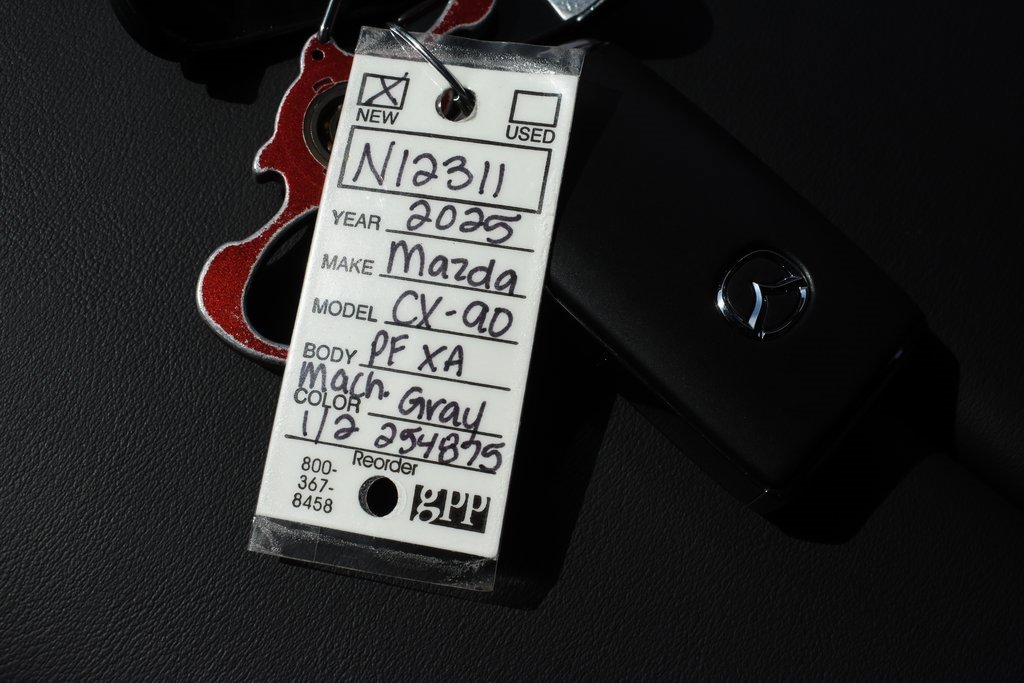 X
NEW
USED
N12311
YEAR 2025
MAKE Mazda
MODEL CX-90
BODY PF XA
Mach. Gray
COLOR
1/2 254875
800-
367-
8458
Reorder
gpp